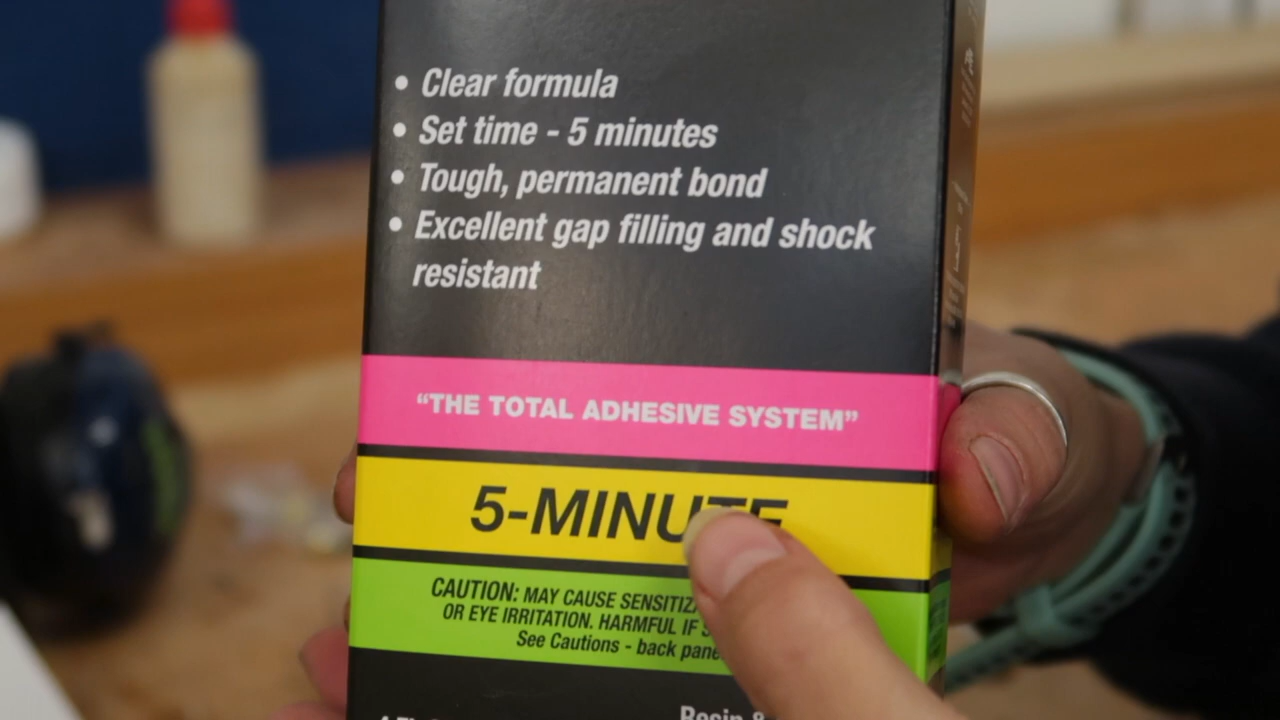 • Clear formula
• Set time - 5 minutes
• Tough, permanent bond
• Excellent gap filling and shock
resistant
“THE TOTAL ADHESIVE SYSTEM”
5-MINUTE
CAUTION: MAY CAUSE
OR EYE IRRITATION. HARMFUL IF
See Cautions - back